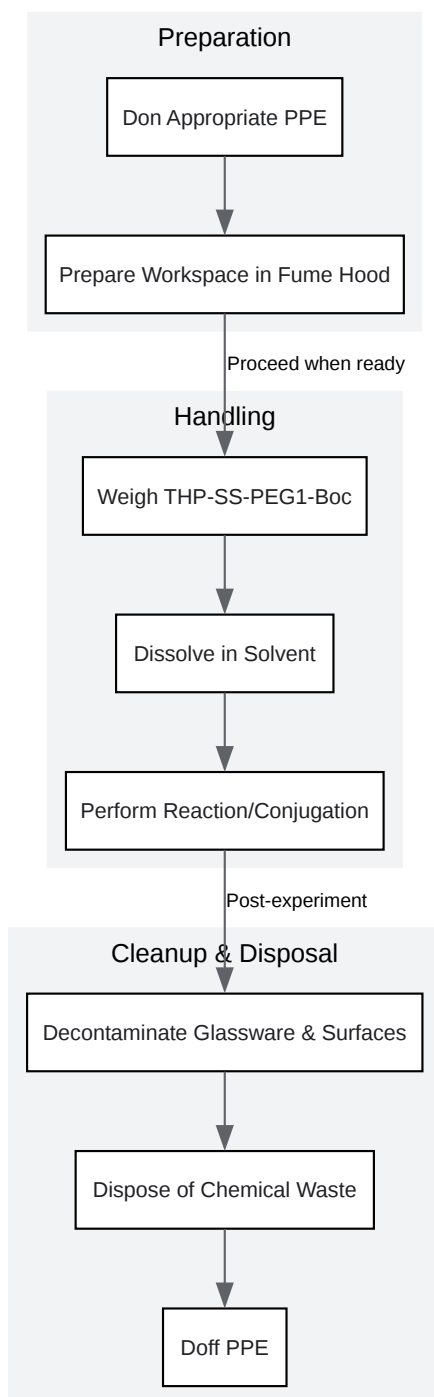 Preparation
Don Appropriate PPE
Prepare Workspace in Fume Hood
Proceed when ready
Handling
Weigh THP-SS-PEG1-Boc
Dissolve in Solvent
Perform Reaction/Conjugation
Post-experiment
Cleanup & Disposal
Decontaminate Glassware & Surfaces
Dispose of Chemical Waste
Doff PPE